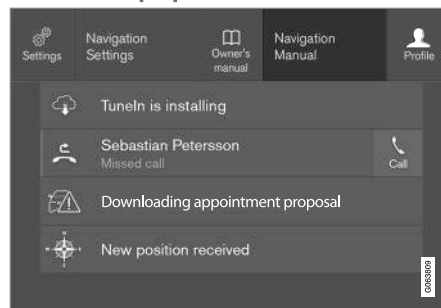 Settings
Navigation
Settings
Owner's
manual
Navigation
Manual
Profile
TuneIn is installing
Sebastian Petersson
Missed call
Call
Downloading appointment proposal
New position received
G063809